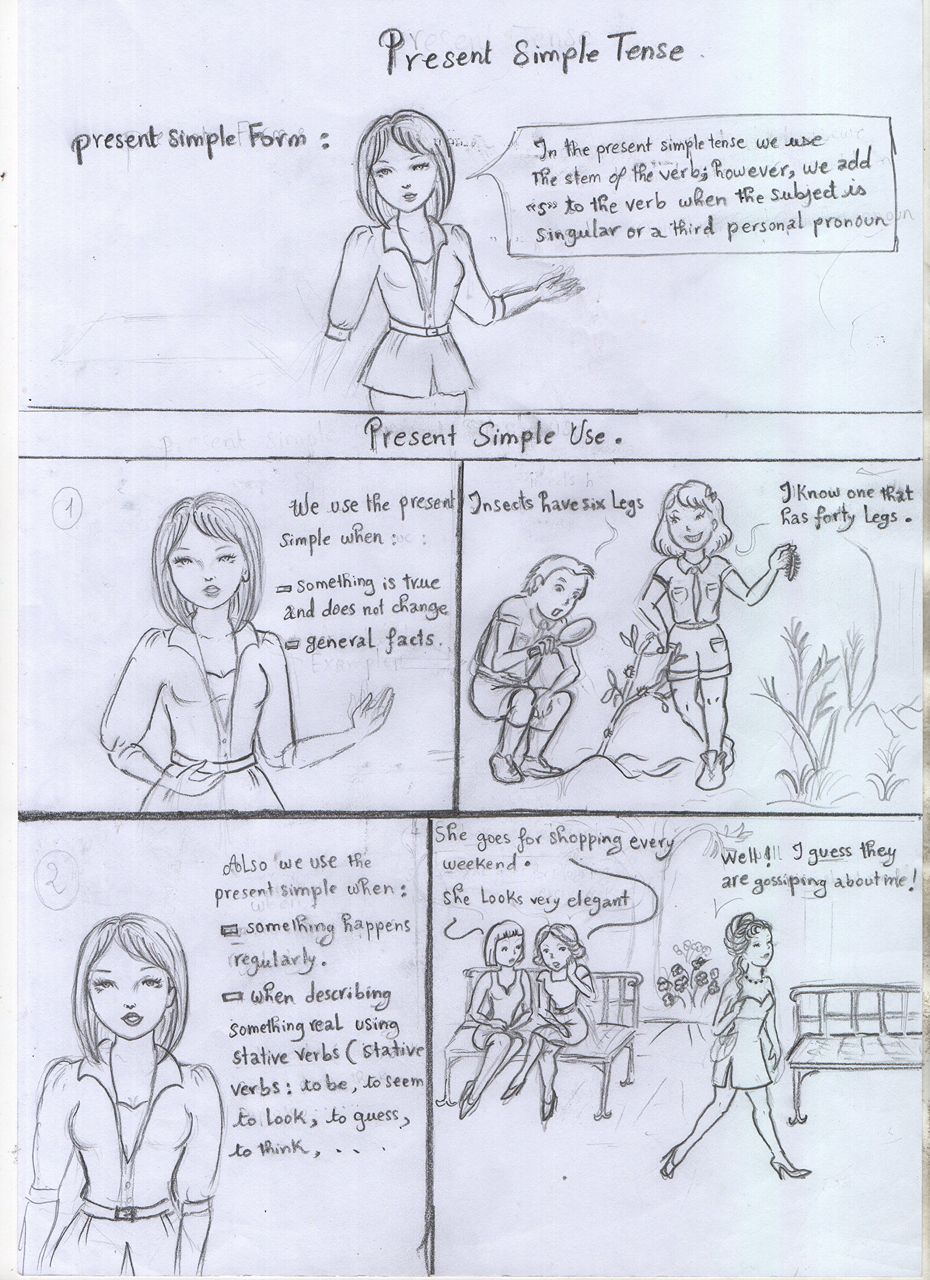 Present Simple Tense
present simple Form :
In the present simple tense we use
The stem of the verb; however, we add
"s" to the verb when the subject is
singular or a third personal pronoun
Present Simple Use.
1
We use the present
simple when :
something is true
and does not change
general facts.
Insects have six Legs
I know one that
has forty Legs.
2
Also we use the
present simple when :
something happens
regularly.
when describing
something real using
stative verbs ( stative
verbs : to be, to seem
to look, to guess,
to think, . . .
She goes for shopping every
weekend.
She Looks very elegant
Well!!! I guess they
are gossiping about me!